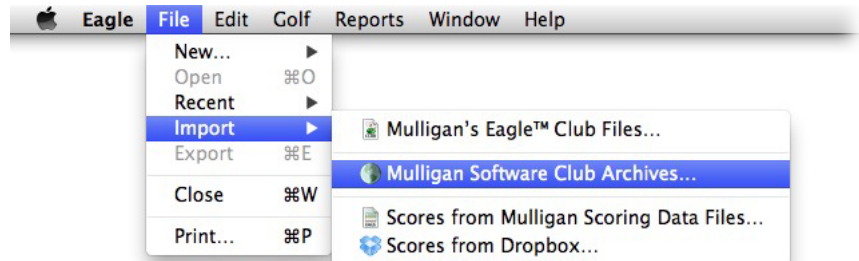 Eagle File Edit Golf Reports Window Help
New...
Open ⌘O
Recent
Import
Export ⌘E
Close ⌘W
Print... ⌘P
Mulligan's Eagle™ Club Files...
Mulligan Software Club Archives...
Scores from Mulligan Scoring Data Files...
Scores from Dropbox...